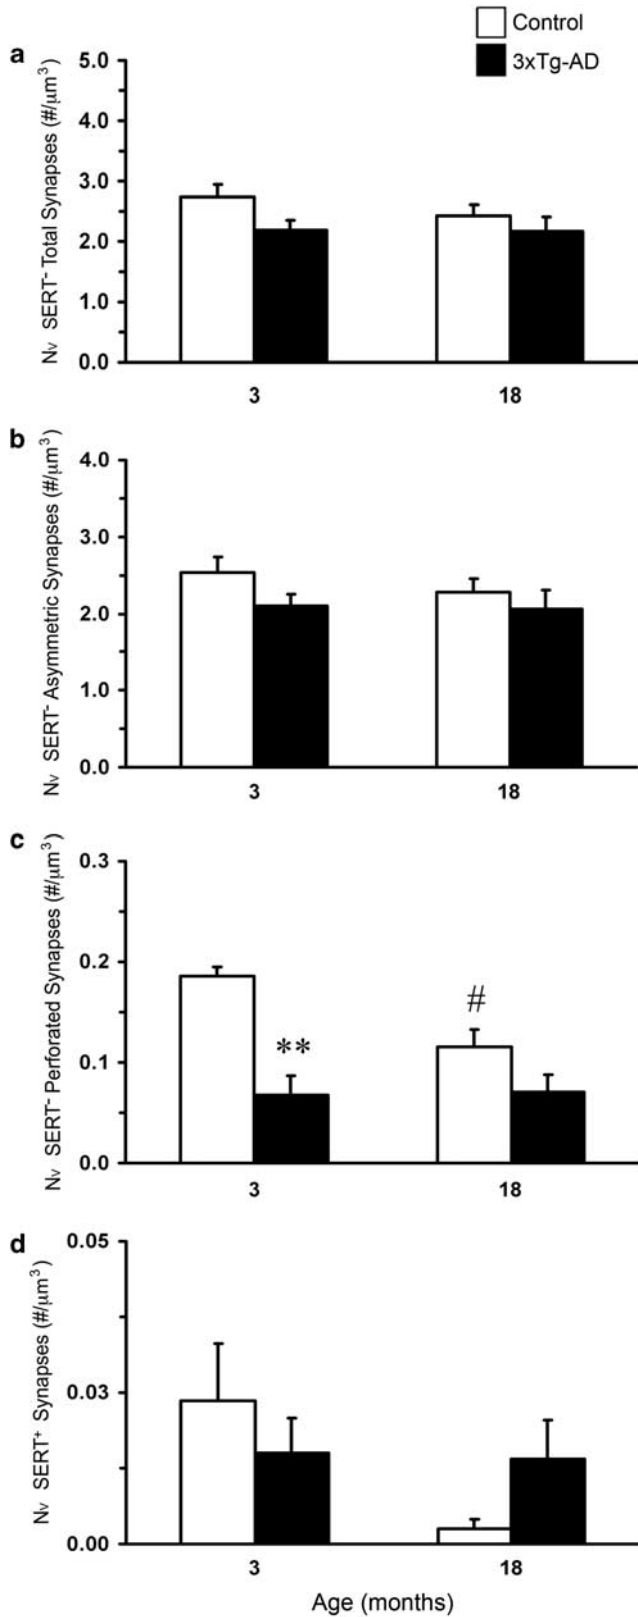 Control
3xTg-AD
a
Nv SERT⁻ Total Synapses (#/μm³)
5.0
4.0
3.0
2.0
1.0
0.0
3
18
b
Nv SERT⁻ Asymmetric Synapses (#/μm³)
4.0
3.0
2.0
1.0
0.0
3
18
c
Nv SERT⁻ Perforated Synapses (#/μm³)
0.3
0.2
0.1
0.0
**
#
3
18
d
Nv SERT⁺ Synapses (#/μm³)
0.05
0.03
0.00
3
18
Age (months)